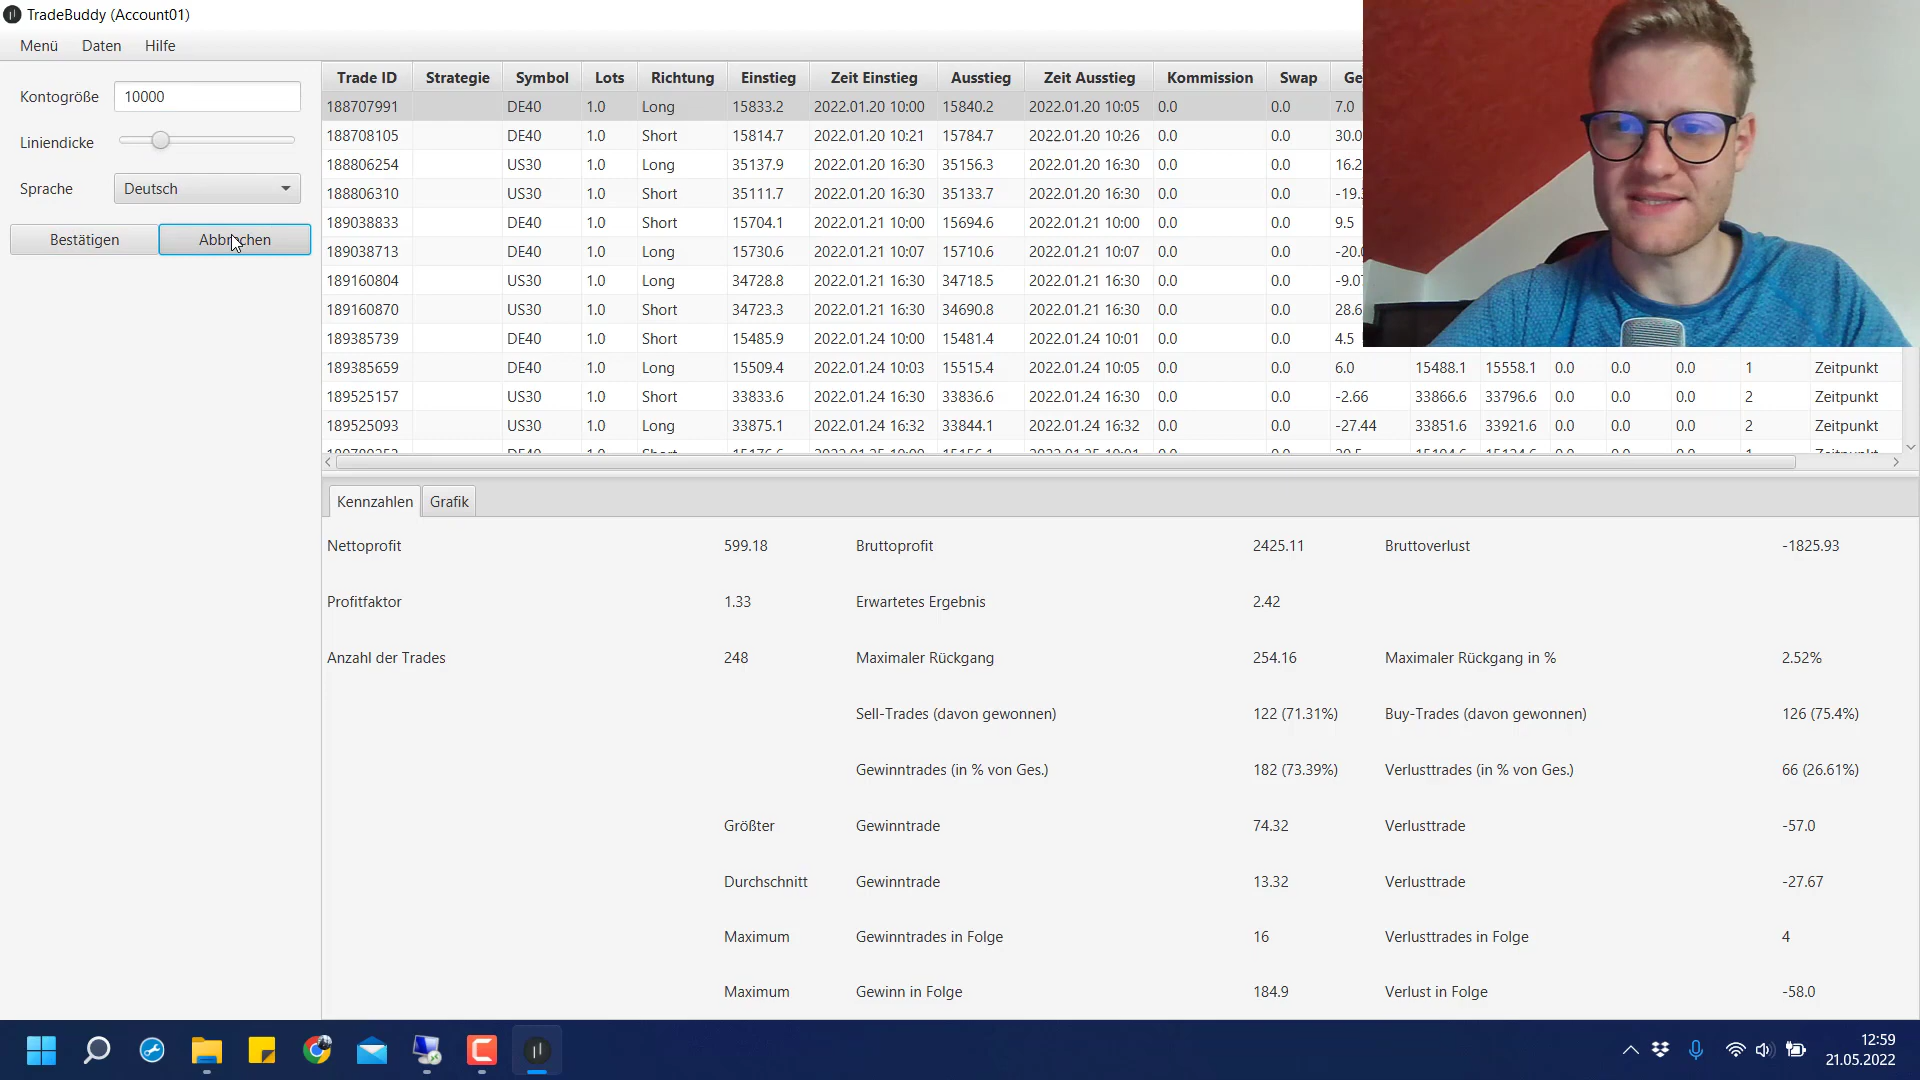 TradeBuddy (Account01)
Menü Daten Hilfe
Kontogröße 10000
Liniendicke
Sprache Deutsch
Bestätigen Abbrechen
Trade ID Strategie Symbol Lots Richtung Einstieg Zeit Einstieg Ausstieg Zeit Ausstieg Kommission Swap Ge
188707991 DE40 1.0 Long 15833.2 2022.01.20 10:00 15840.2 2022.01.20 10:05 0.0 0.0 7.0
188708105 DE40 1.0 Short 15814.7 2022.01.20 10:21 15784.7 2022.01.20 10:26 0.0 0.0 30.0
188806254 US30 1.0 Long 35137.9 2022.01.20 16:30 35156.3 2022.01.20 16:30 0.0 0.0 16.2
188806310 US30 1.0 Short 35111.7 2022.01.20 16:30 35133.7 2022.01.20 16:30 0.0 0.0
189038833 DE40 1.0 Short 15704.1 2022.01.21 10:00 15694.6 2022.01.21 10:00 0.0 0.0 9.5
189038713 DE40 1.0 Long 15730.6 2022.01.21 10:07 15710.6 2022.01.21 10:07 0.0 0.0
189160804 US30 1.0 Long 34728.8 2022.01.21 16:30 34718.5 2022.01.21 16:30 0.0 0.0
189160870 US30 1.0 Short 34723.3 2022.01.21 16:30 34690.8 2022.01.21 16:30 0.0 0.0 28.6
189385739 DE40 1.0 Short 15485.9 2022.01.24 10:00 15481.4 2022.01.24 10:01 0.0 0.0 4.5
189385659 DE40 1.0 Long 15509.4 2022.01.24 10:03 15515.4 2022.01.24 10:05 0.0 0.0 6.0 15488.1 15558.1 0.0 0.0 0.0 1 Zeitpunkt
189525157 US30 1.0 Short 33833.6 2022.01.24 16:30 33836.6 2022.01.24 16:30 0.0 0.0 -2.66 33866.6 33796.6 0.0 0.0 0.0 2 Zeitpunkt
189525093 US30 1.0 Long 33875.1 2022.01.24 16:32 33844.1 2022.01.24 16:32 0.0 0.0 -27.44 33851.6 33921.6 0.0 0.0 0.0 2 Zeitpunkt
Kennzahlen Grafik
Nettoprofit 599.18 Bruttoprofit 2425.11 Bruttoverlust -1825.93
Profitfaktor 1.33 Erwartetes Ergebnis 2.42
Anzahl der Trades 248 Maximaler Rückgang 254.16 Maximaler Rückgang in % 2.52%
Sell-Trades (davon gewonnen) 122 (71.31%) Buy-Trades (davon gewonnen) 126 (75.4%)
Gewinntrades (in % von Ges.) 182 (73.39%) Verlusttrades (in % von Ges.) 66 (26.61%)
Größter Gewinntrade 74.32 Verlusttrade -57.0
Durchschnitt Gewinntrade 13.32 Verlusttrade -27.67
Maximum Gewinntrades in Folge 16 Verlusttrades in Folge 4
Maximum Gewinn in Folge 184.9 Verlust in Folge -58.0
12:59
21.05.2022